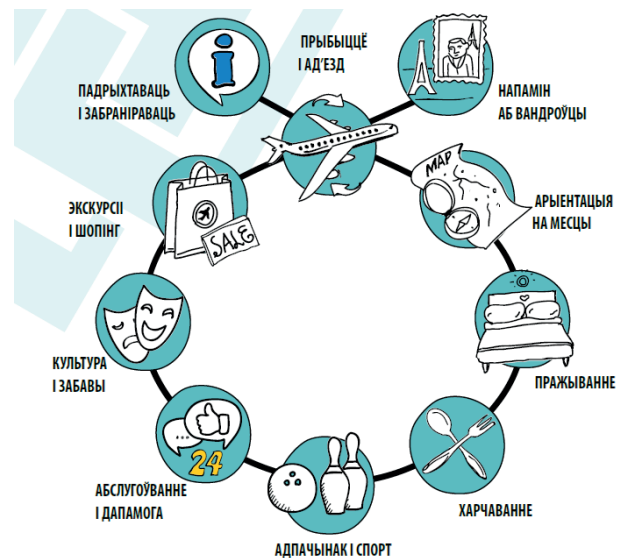 ПРЫБЫЦЦЁ
І АД'ЕЗД
ПАДРЫХТАВАЦЬ
І ЗАБРАНІРАВАЦЬ
НАПАМІН
АБ ВАНДРОЎЦЫ
MAP
АРЫЕНТАЦЫЯ
НА МЕСЦЫ
ЭКСКУРСІІ
І ШОПІНГ
SALE
ПРАЖЫВАННЕ
КУЛЬТУРА
І ЗАБАВЫ
24
АБСЛУГОЎВАННЕ
І ДАПАМОГА
ХАРЧАВАННЕ
АДПАЧЫНАК І СПОРТ